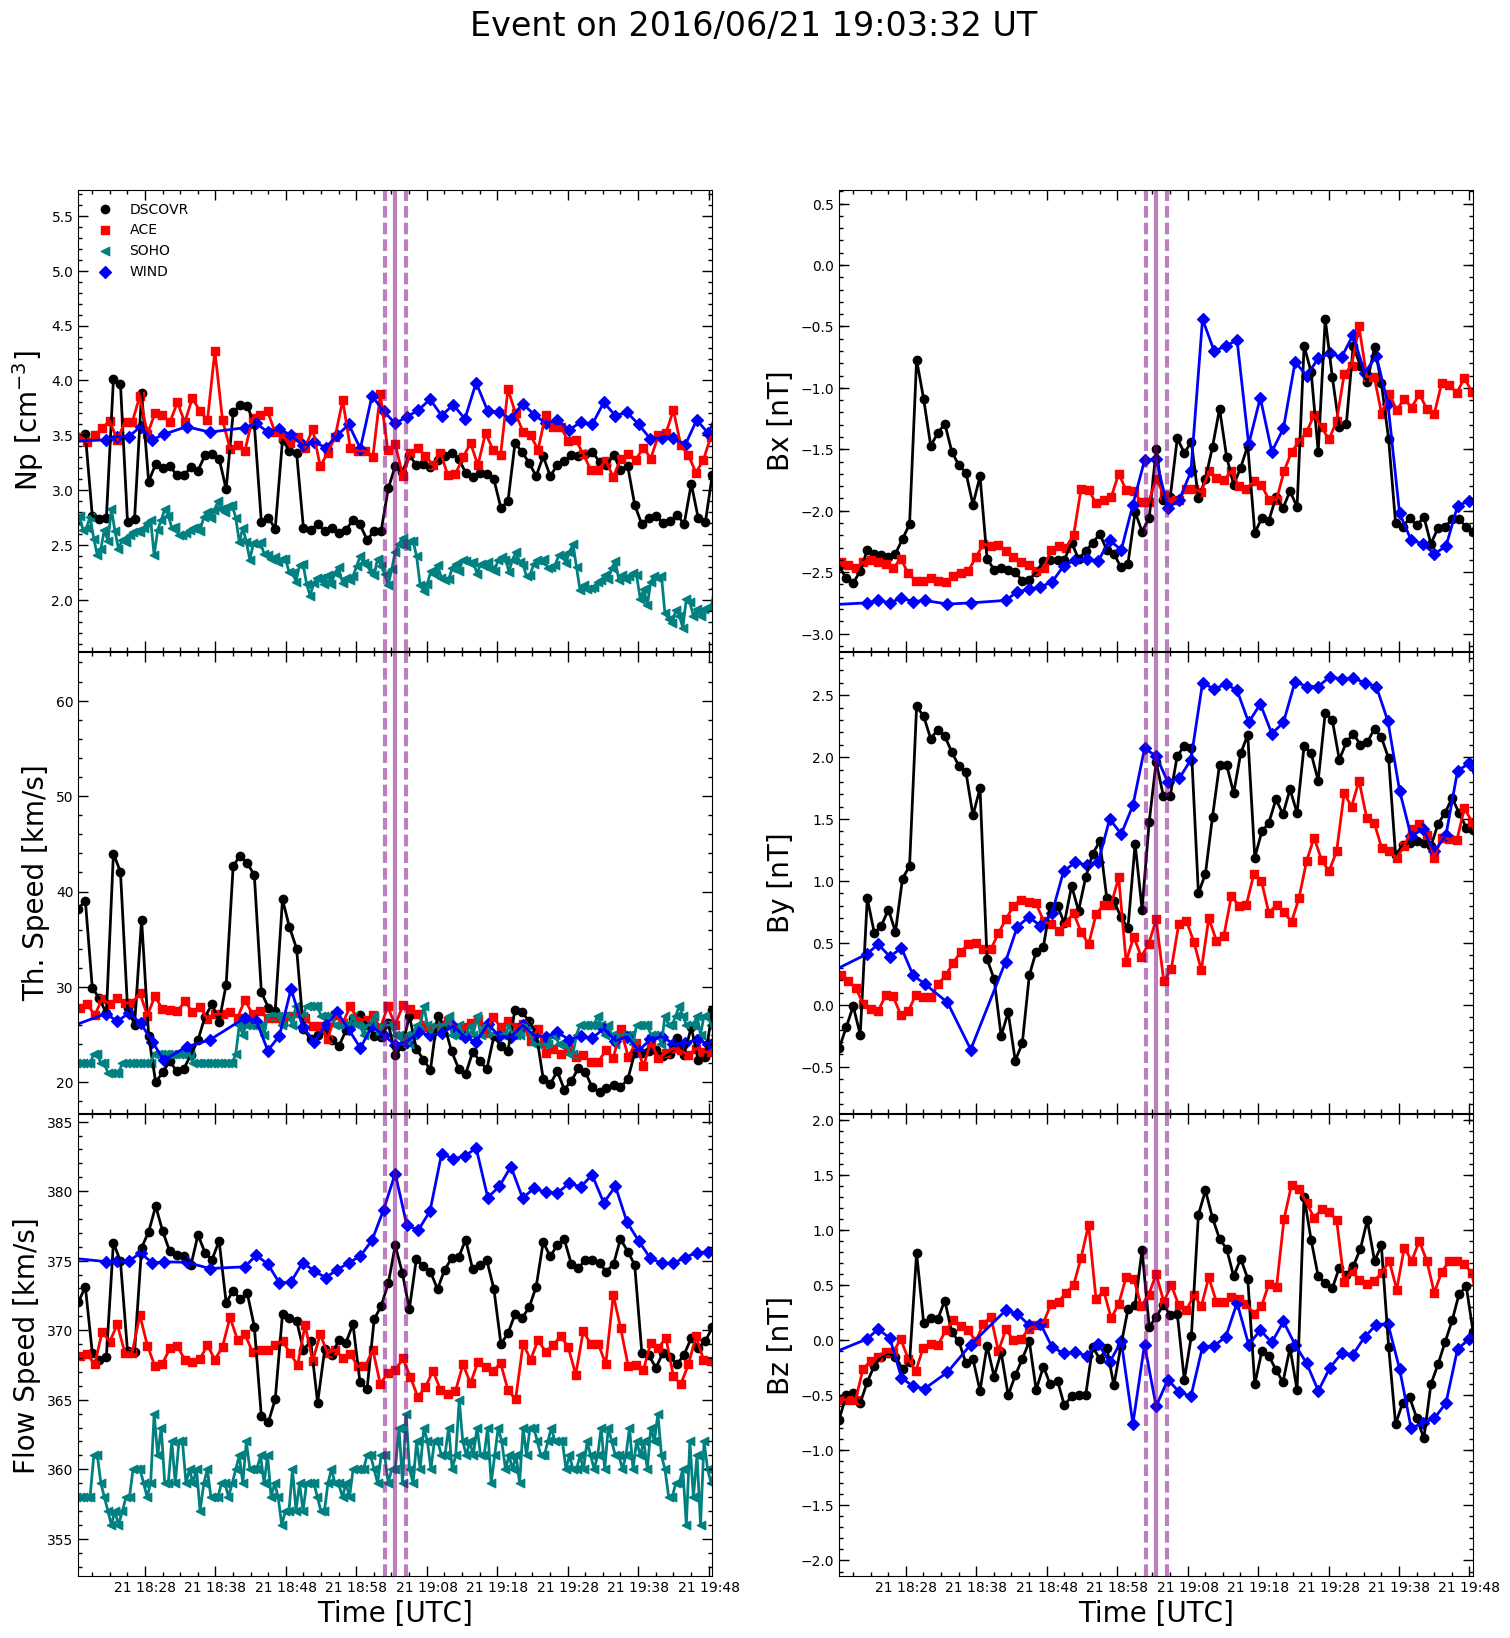 Event on 2016/06/21 19:03:32 UT
DSCOVR
ACE
SOHO
WIND
Np [cm⁻³]
5.5
5.0
4.5
4.0
3.5
3.0
2.5
2.0
Th. Speed [km/s]
60
50
40
30
20
Flow Speed [km/s]
385
380
375
370
365
360
355
21 18:28 21 18:38 21 18:48 21 18:58 21 19:08 21 19:18 21 19:28 21 19:38 21 19:48
Time [UTC]
Bx [nT]
0.5
0.0
−0.5
−1.0
−1.5
−2.0
−2.5
−3.0
By [nT]
2.5
2.0
1.5
1.0
0.5
0.0
−0.5
Bz [nT]
2.0
1.5
1.0
0.5
0.0
−0.5
−1.0
−1.5
−2.0
21 18:28 21 18:38 21 18:48 21 18:58 21 19:08 21 19:18 21 19:28 21 19:38 21 19:48
Time [UTC]